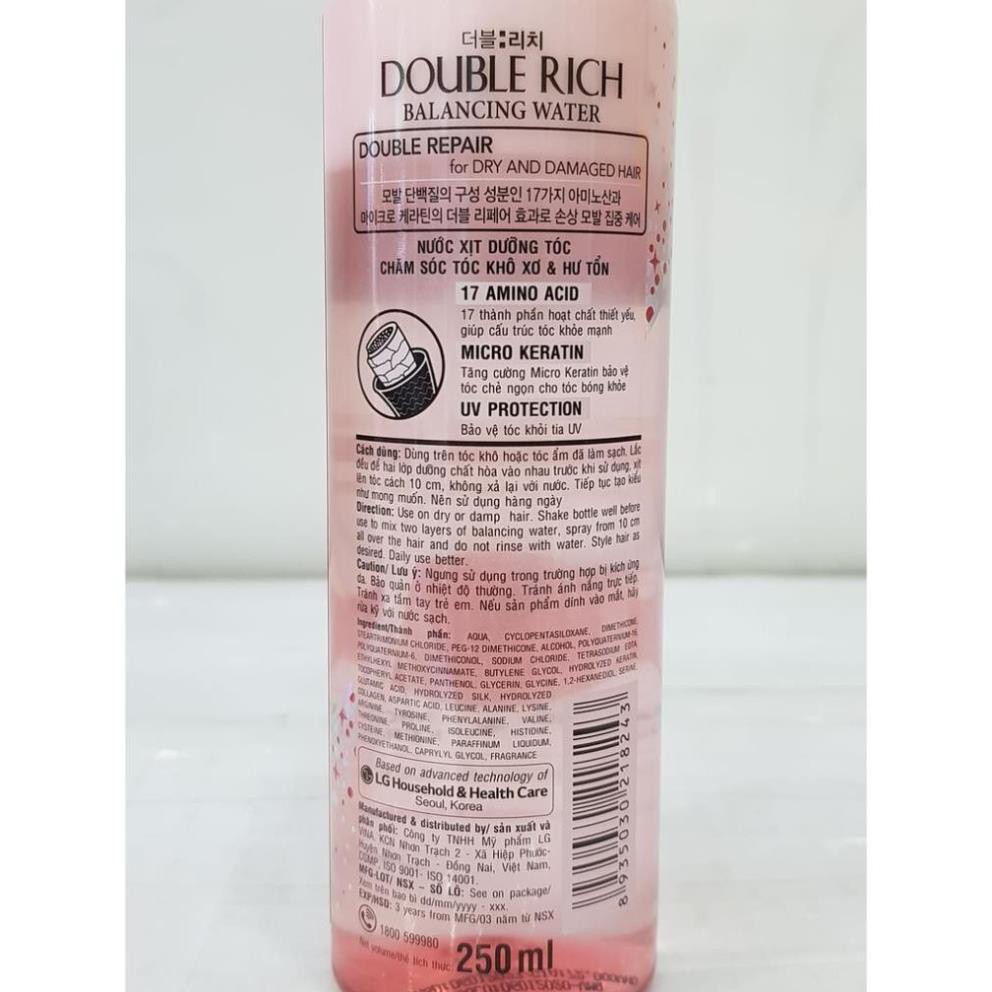 더블:리치
DOUBLE RICH
BALANCING WATER
DOUBLE REPAIR
for DRY AND DAMAGED HAIR
모발 단백질의 구성 성분인 17가지 아미노산과
마이크로 케라틴의 더블 리페어 효과로 손상 모발 집중 케어
NƯỚC XỊT DƯỠNG TÓC
CHĂM SÓC TÓC KHÔ XƠ & HƯ TỔN
17 AMINO ACID
17 thành phần hoạt chất thiết yếu,
giúp cấu trúc tóc khỏe mạnh
MICRO KERATIN
Tăng cường Micro Keratin bảo vệ
tóc chẻ ngọn cho tóc bóng khỏe
UV PROTECTION
Bảo vệ tóc khỏi tia UV
Cách dùng: Dùng trên tóc khô hoặc tóc ẩm đã làm sạch. Lắc
đều để hai lớp dưỡng chất hòa vào nhau trước khi sử dụng, xịt
lên tóc cách 10 cm, không xả lại với nước. Tiếp tục tạo kiểu
như mong muốn. Nên sử dụng hàng ngày
Direction: Use on dry or damp hair. Shake bottle well before
use to mix two layers of balancing water, spray from 10 cm
all over the hair and do not rinse with water. Style hair as
desired. Daily use better.
Caution/ Lưu ý: Ngưng sử dụng trong trường hợp bị kích ứng
da. Bảo quản ở nhiệt độ thường. Tránh ánh nắng trực tiếp.
Tránh xa tầm tay trẻ em. Nếu sản phẩm dính vào mắt, hãy
rửa kỹ với nước sạch.
Ingredient/Thành phần: AQUA, CYCLOPENTASILOXANE, DIMETHICONE,
STEARTRIMONIUM CHLORIDE, PEG-12 DIMETHICONE, ALCOHOL, POLYQUATERNIUM-16,
POLYQUATERNIUM-6, DIMETHICONOL, SODIUM CHLORIDE, TETRASODIUM EDTA,
ETHYLHEXYL METHOXYCINNAMATE, BUTYLENE GLYCOL, HYDROLYZED KERATIN,
TOCOPHERYL ACETATE, PANTHENOL, GLYCERIN, GLYCINE, 1,2-HEXANEDIOL, SERINE,
GLUTAMIC ACID, HYDROLYZED SILK, HYDROLYZED
COLLAGEN, ASPARTIC ACID, LEUCINE, ALANINE, LYSINE,
ARGININE, TYROSINE, PHENYLALANINE, VALINE,
THREONINE, PROLINE, ISOLEUCINE, HISTIDINE,
CYSTEINE, METHIONINE, PARAFFINUM LIQUIDUM,
PHENOXYETHANOL, CAPRYLYL GLYCOL, FRAGRANCE
Based on advanced technology of
LG Household & Health Care
Seoul, Korea
Manufactured & distributed by/ sản xuất và
phân phối: Công ty TNHH Mỹ phẩm LG
VINA, KCN Nhơn Trạch 2 - Xã Hiệp Phước-
Huyện Nhơn Trạch - Đồng Nai, Việt Nam,
CGMP, ISO 9001- ISO 14001.
MFG-LOT/ NSX – SỐ LÔ: See on package/
Xem trên bao bì dd/mm/yyyy - xxx.
EXP/HSD: 3 years from MFG/03 năm từ NSX
1800 599980
Net volume/thể tích thực: 250 ml
8 935030 218243